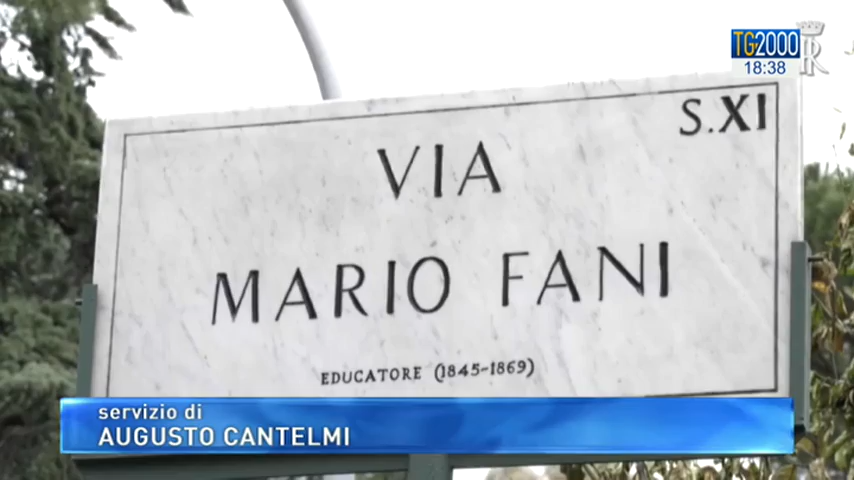 TG2000
18:38
S.XI
VIA
MARIO FANI
EDUCATORE (1845-1869)
servizio di
AUGUSTO CANTELMI